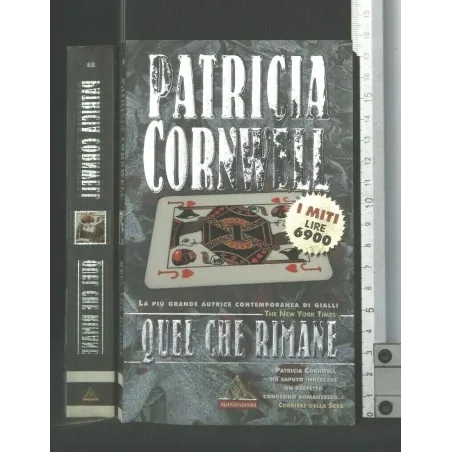 88
PATRICIA CORNWELL
QUEL CHE RIMANE
PATRICIA
CORNWELL
I MITI
LIRE
6900
LA PIÙ GRANDE AUTRICE CONTEMPORANEA DI GIALLI
THE NEW YORK TIMES
QUEL CHE RIMANE
PATRICIA CORNWELL
HA SAPUTO INNESCARE
UN PERFETTO
CONGEGNO ROMANZESCO.
CORRIERE DELLA SERA
MONDADORI